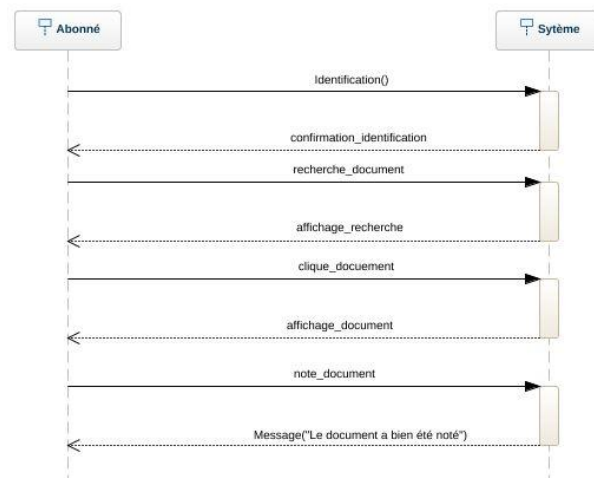 Abonné
Sytème
Identification()
confirmation_identification
recherche_document
affichage_recherche
clique_docuement
affichage_document
note_document
Message("Le document a bien été noté")